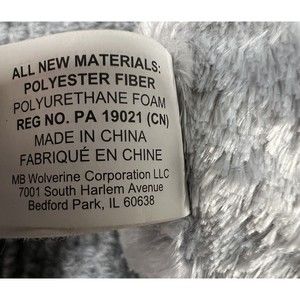 ALL NEW MATERIALS:
POLYESTER FIBER
POLYURETHANE FOAM
REG NO. PA 19021 (CN)
MADE IN CHINA
FABRIQUÉ EN CHINE
MB Wolverine Corporation LLC
7001 South Harlem Avenue
Bedford Park, IL 60638